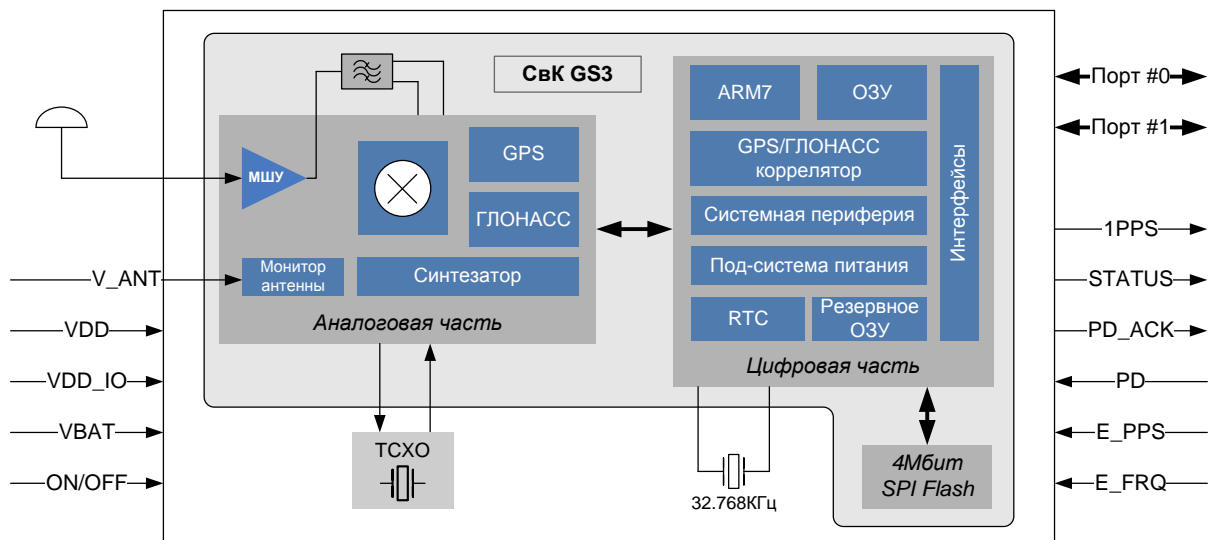 СвК GS3
ARM7
ОЗУ
Порт #0
Порт #1
GPS/ГЛОНАСС
коррелятор
Интерфейсы
МШУ
GPS
ГЛОНАСС
Системная периферия
1PPS
V_ANT
Монитор
антенны
Синтезатор
Под-система питания
STATUS
VDD
Аналоговая часть
RTC
Резервное
ОЗУ
PD_ACK
VDD_IO
Цифровая часть
PD
VBAT
TCXO
E_PPS
ON/OFF
32.768КГц
4Мбит
SPI Flash
E_FRQ